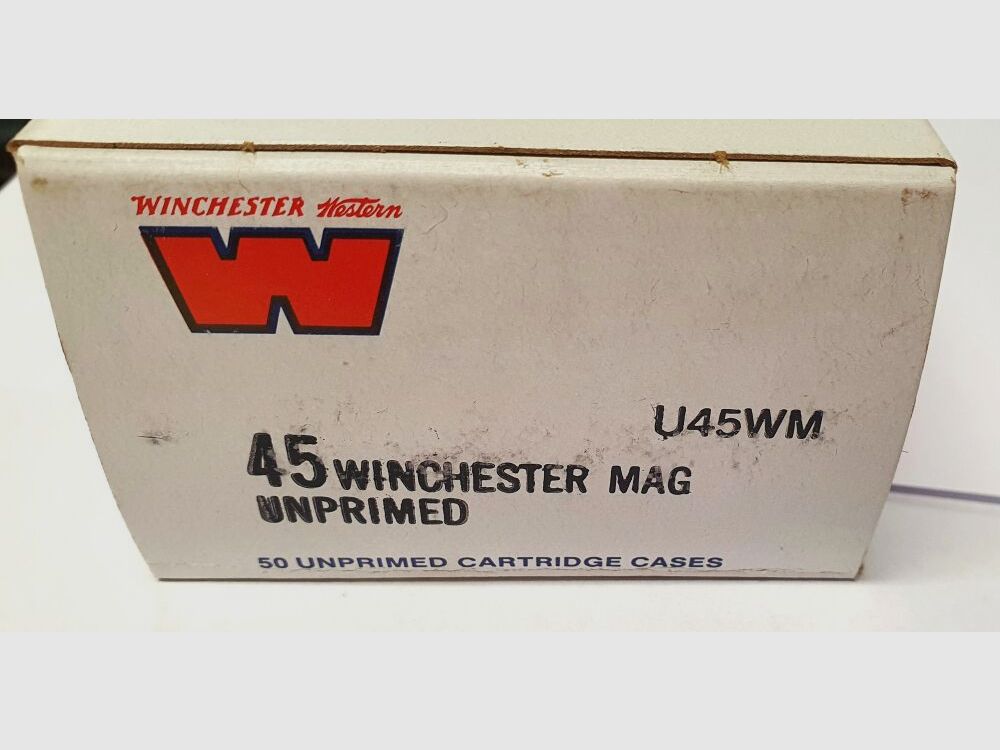 WINCHESTER Western
W
U45WM
45 WINCHESTER MAG
UNPRIMED
50 UNPRIMED CARTRIDGE CASES